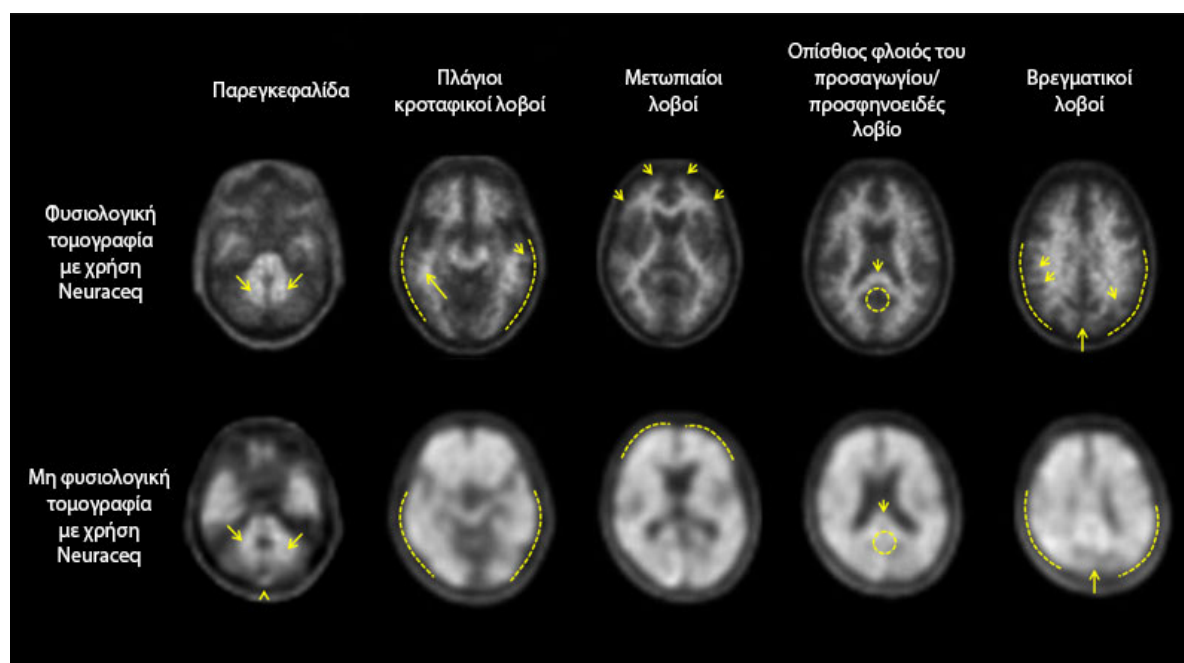 Παρεγκεφαλίδα
Πλάγιοι
κροταφικοί λοβοί
Μετωπιαίοι
λοβοί
Οπίσθιος φλοιός του
προσαγωγίου/
προσφηνοειδές
λοβίο
Βρεγματικοί
λοβοί
Φυσιολογική
τομογραφία
με χρήση
Neuraceq
Μη φυσιολογική
τομογραφία
με χρήση
Neuraceq